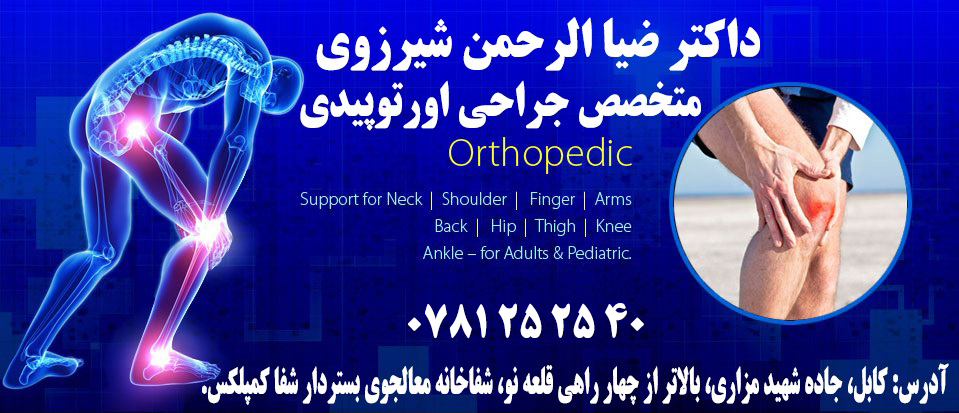 داکتر ضیا الرحمن شیرزوی
متخصص جراحی اورتوپیدی
Orthopedic
Support for Neck | Shoulder | Finger | Arms
Back | Hip | Thigh | Knee
Ankle – for Adults & Pediatric.
۰۷۸۱ ۲۵ ۲۵ ۴۰
آدرس: کابل، جاده شهید مزاری، بالاتر از چهار راهی قلعه نو، شفاخانه معالجوی بستردار شفا کمپلکس.